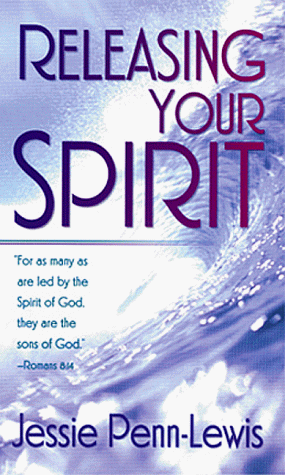 RELEASING
YOUR
SPIRIT
"For as many as
are led by the
Spirit of God,
they are the
sons of God."
—Romans 8:14
Jessie Penn-Lewis